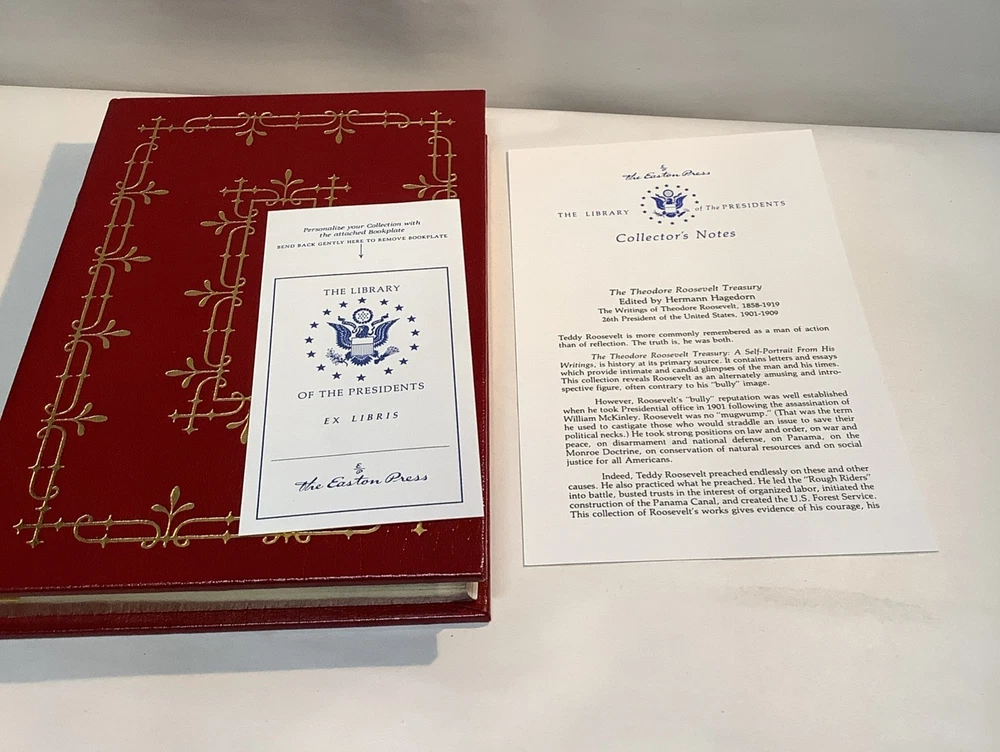 Personalize your Collection with
the attached Bookplate
BEND BACK GENTLY HERE TO REMOVE BOOKPLATE
THE LIBRARY
OF THE PRESIDENTS
EX LIBRIS
the Easton Press
the Easton Press
THE LIBRARY of The PRESIDENTS
Collector's Notes
The Theodore Roosevelt Treasury
Edited by Hermann Hagedorn
The Writings of Theodore Roosevelt, 1858-1919
26th President of the United States, 1901-1909
Teddy Roosevelt is more commonly remembered as a man of action
than of reflection. The truth is, he was both.
The Theodore Roosevelt Treasury: A Self-Portrait From His
Writings, is history at its primary source. It contains letters and essays
which provide intimate and candid glimpses of the man and his times.
This collection reveals Roosevelt as an alternately amusing and intro-
spective figure, often contrary to his "bully" image.
However, Roosevelt's "bully" reputation was well established
when he took Presidential office in 1901 following the assassination of
William McKinley. Roosevelt was no "mugwump." (That was the term
he used to castigate those who would straddle an issue to save their
political necks.) He took strong positions on law and order, on war and
peace, on disarmament and national defense, on Panama, on the
Monroe Doctrine, on conservation of natural resources and on social
justice for all Americans.
Indeed, Teddy Roosevelt preached endlessly on these and other
causes. He also practiced what he preached. He led the "Rough Riders"
into battle, busted trusts in the interest of organized labor, initiated the
construction of the Panama Canal, and created the U.S. Forest Service.
This collection of Roosevelt's works gives evidence of his courage, his